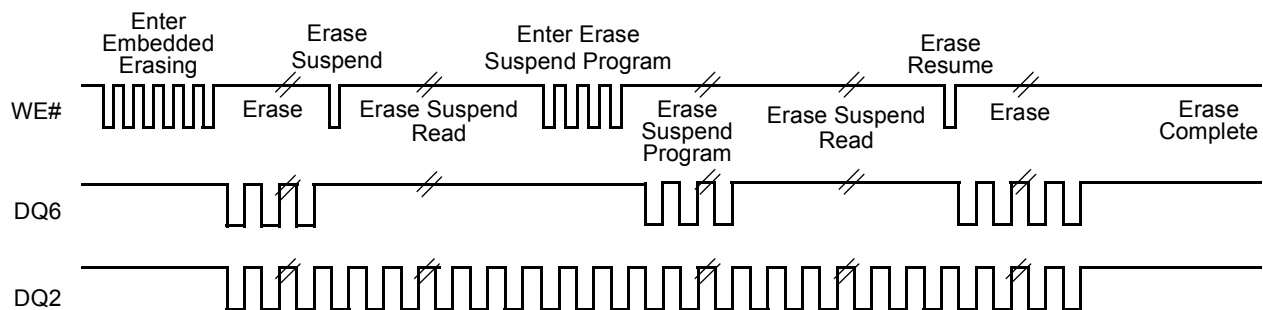 Enter
Embedded
Erasing
Erase
Suspend
Enter Erase
Suspend Program
Erase
Resume
WE#
Erase
Erase Suspend
Read
Erase
Suspend
Program
Erase Suspend
Read
Erase
Erase
Complete
DQ6
DQ2